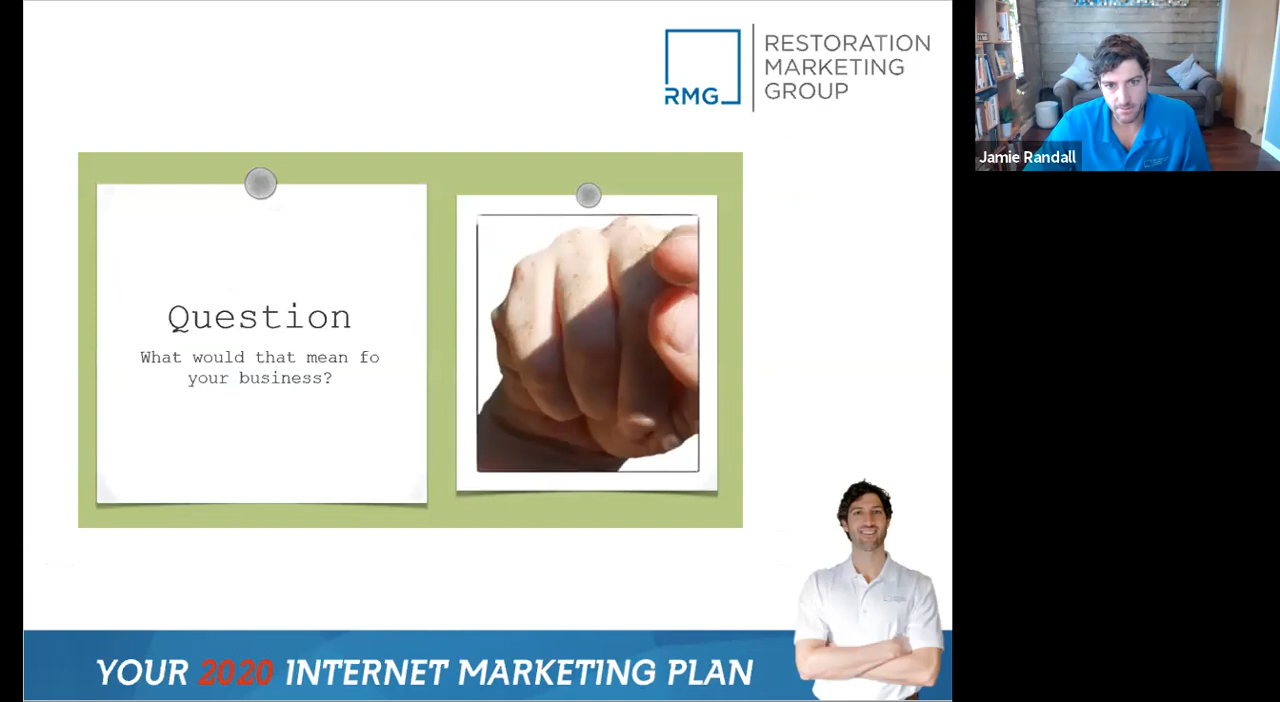 RESTORATION
MARKETING
GROUP
RMG
Jamie Randall
Question
What would that mean fo
your business?
YOUR 2020 INTERNET MARKETING PLAN